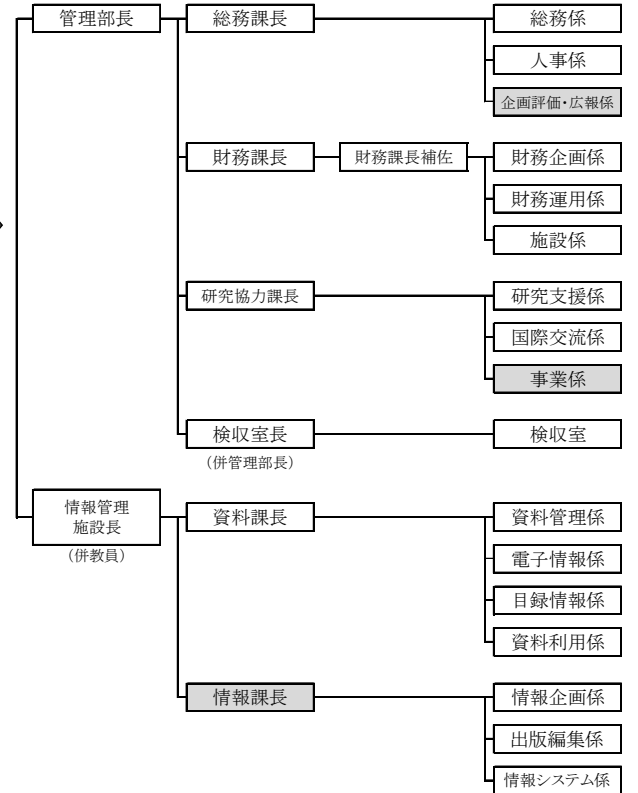 管理部長
総務課長
総務係
人事係
企画評価・広報係
財務課長
財務課長補佐
財務企画係
財務運用係
施設係
研究協力課長
研究支援係
国際交流係
事業係
検収室長
(併管理部長)
検収室
情報管理
施設長
(併教員)
資料課長
資料管理係
電子情報係
目録情報係
資料利用係
情報課長
情報企画係
出版編集係
情報システム係